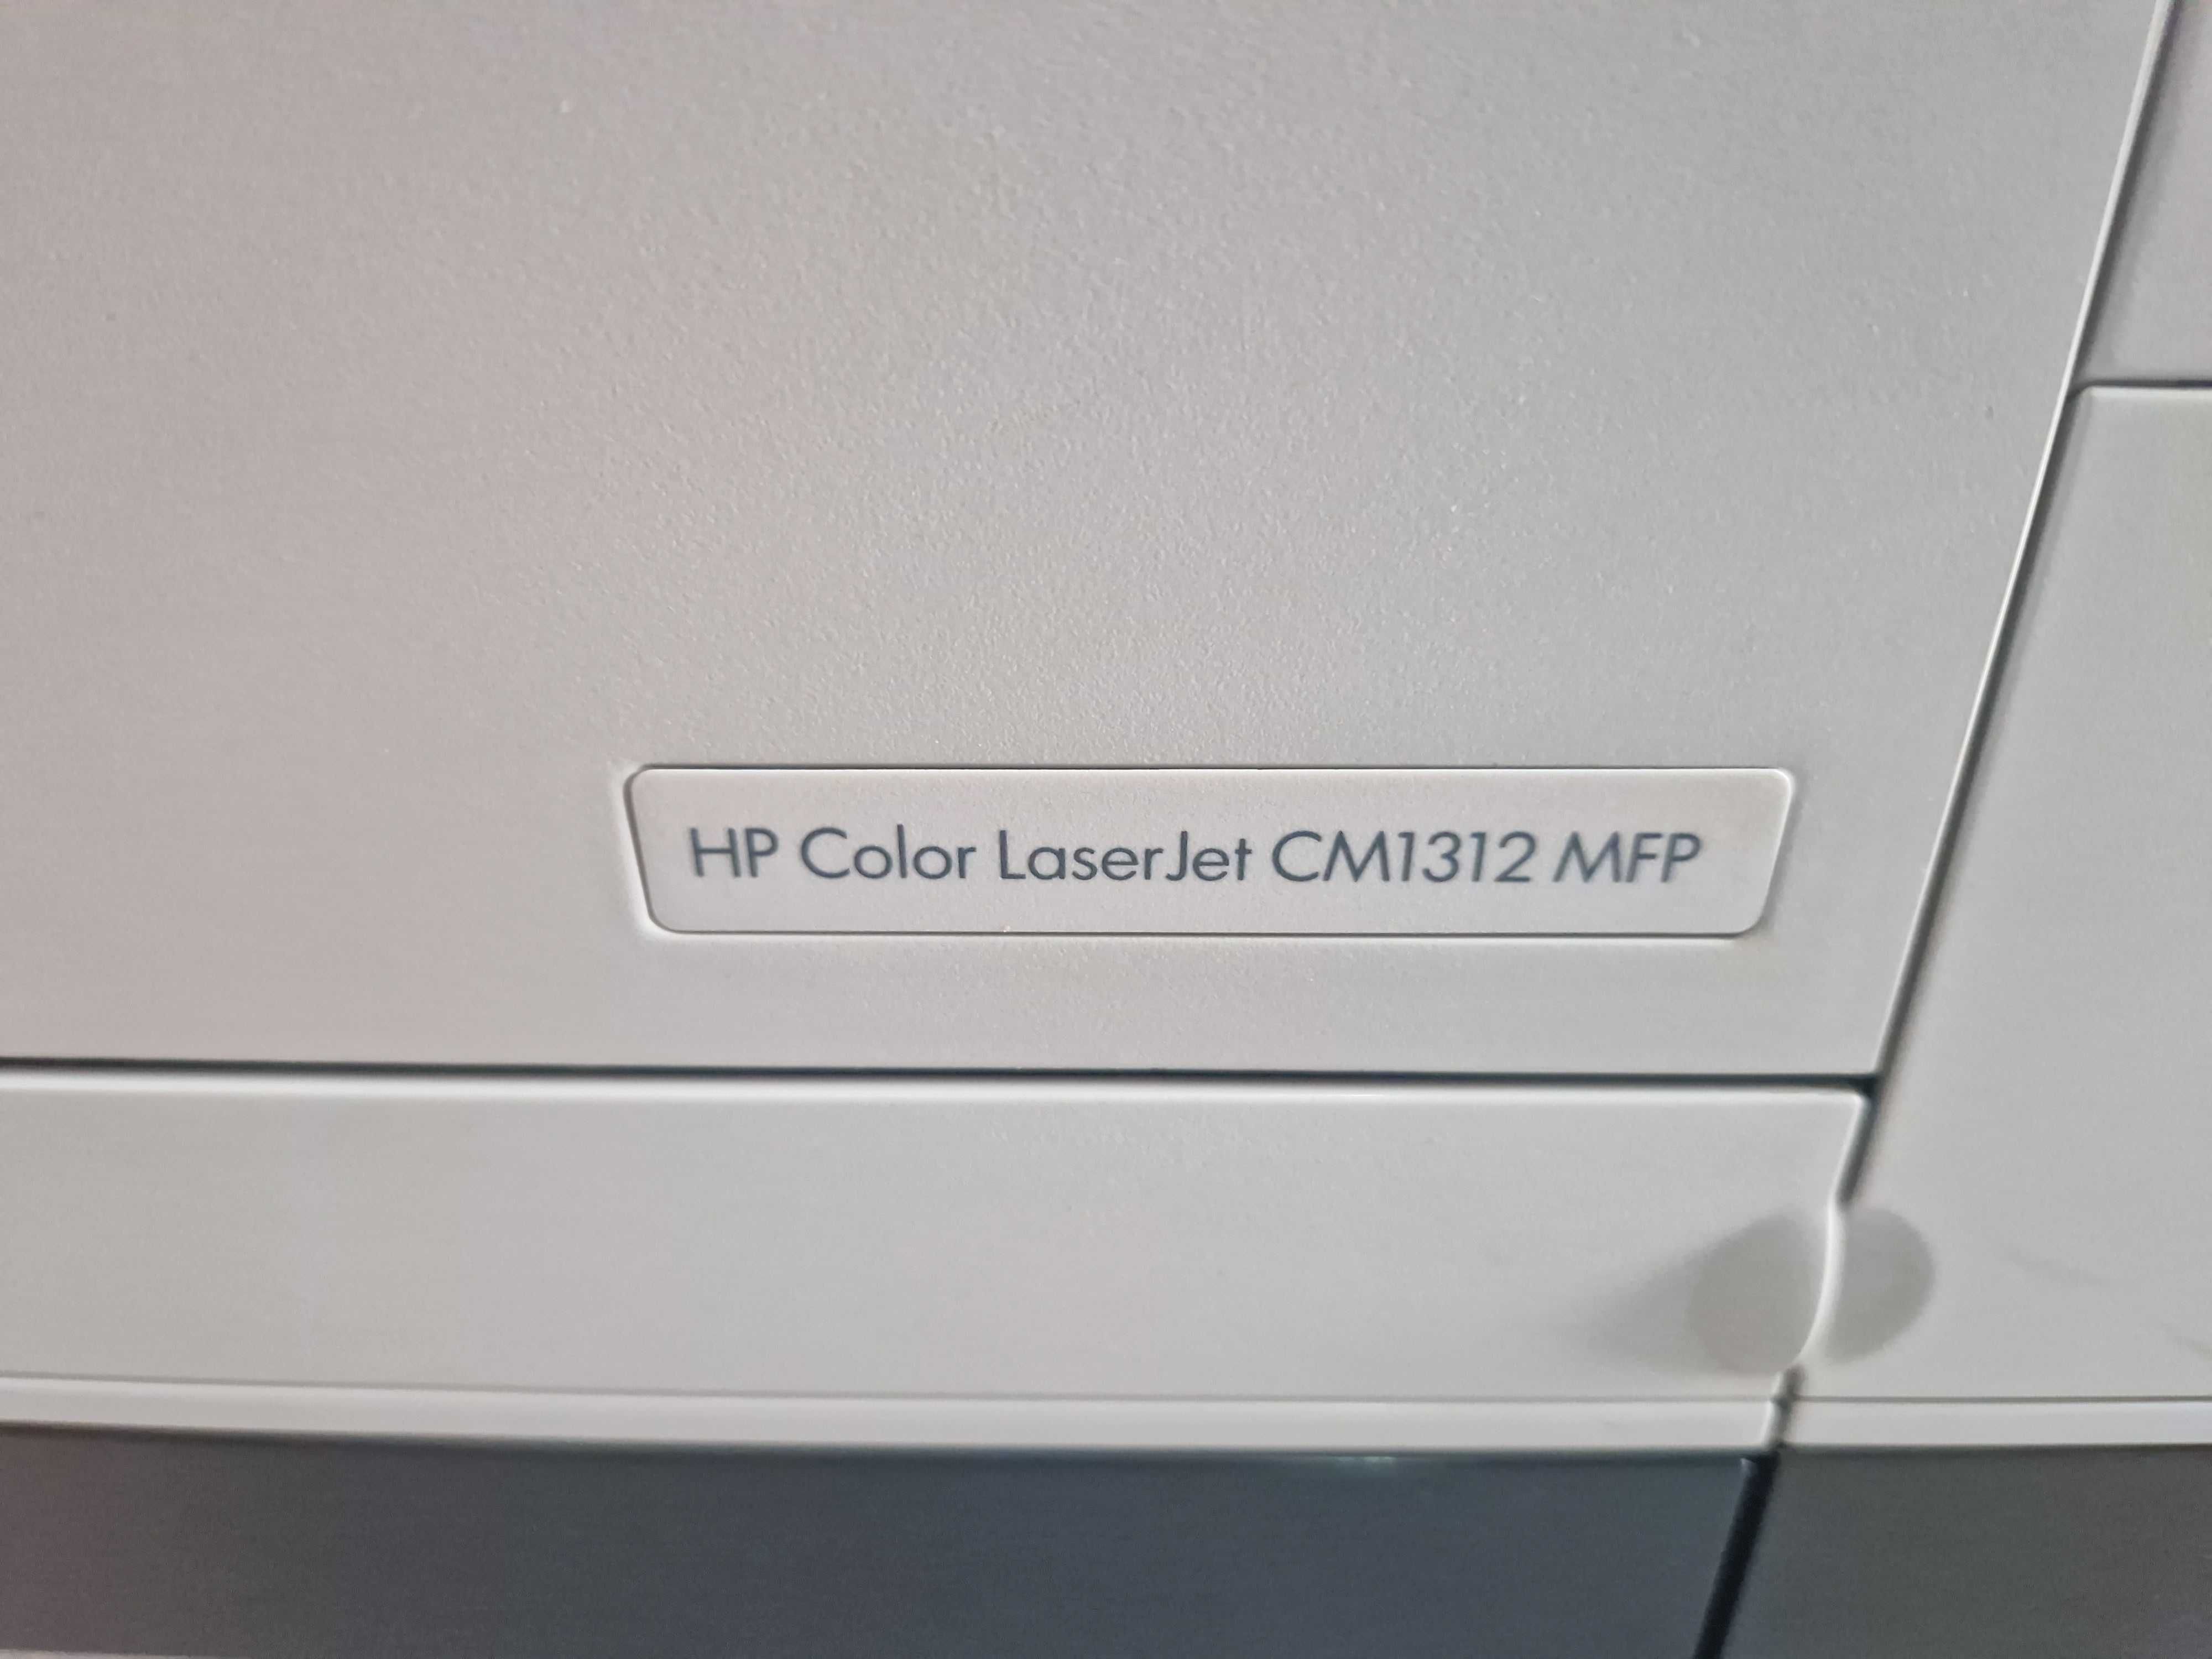 HP Color LaserJet CM1312 MFP